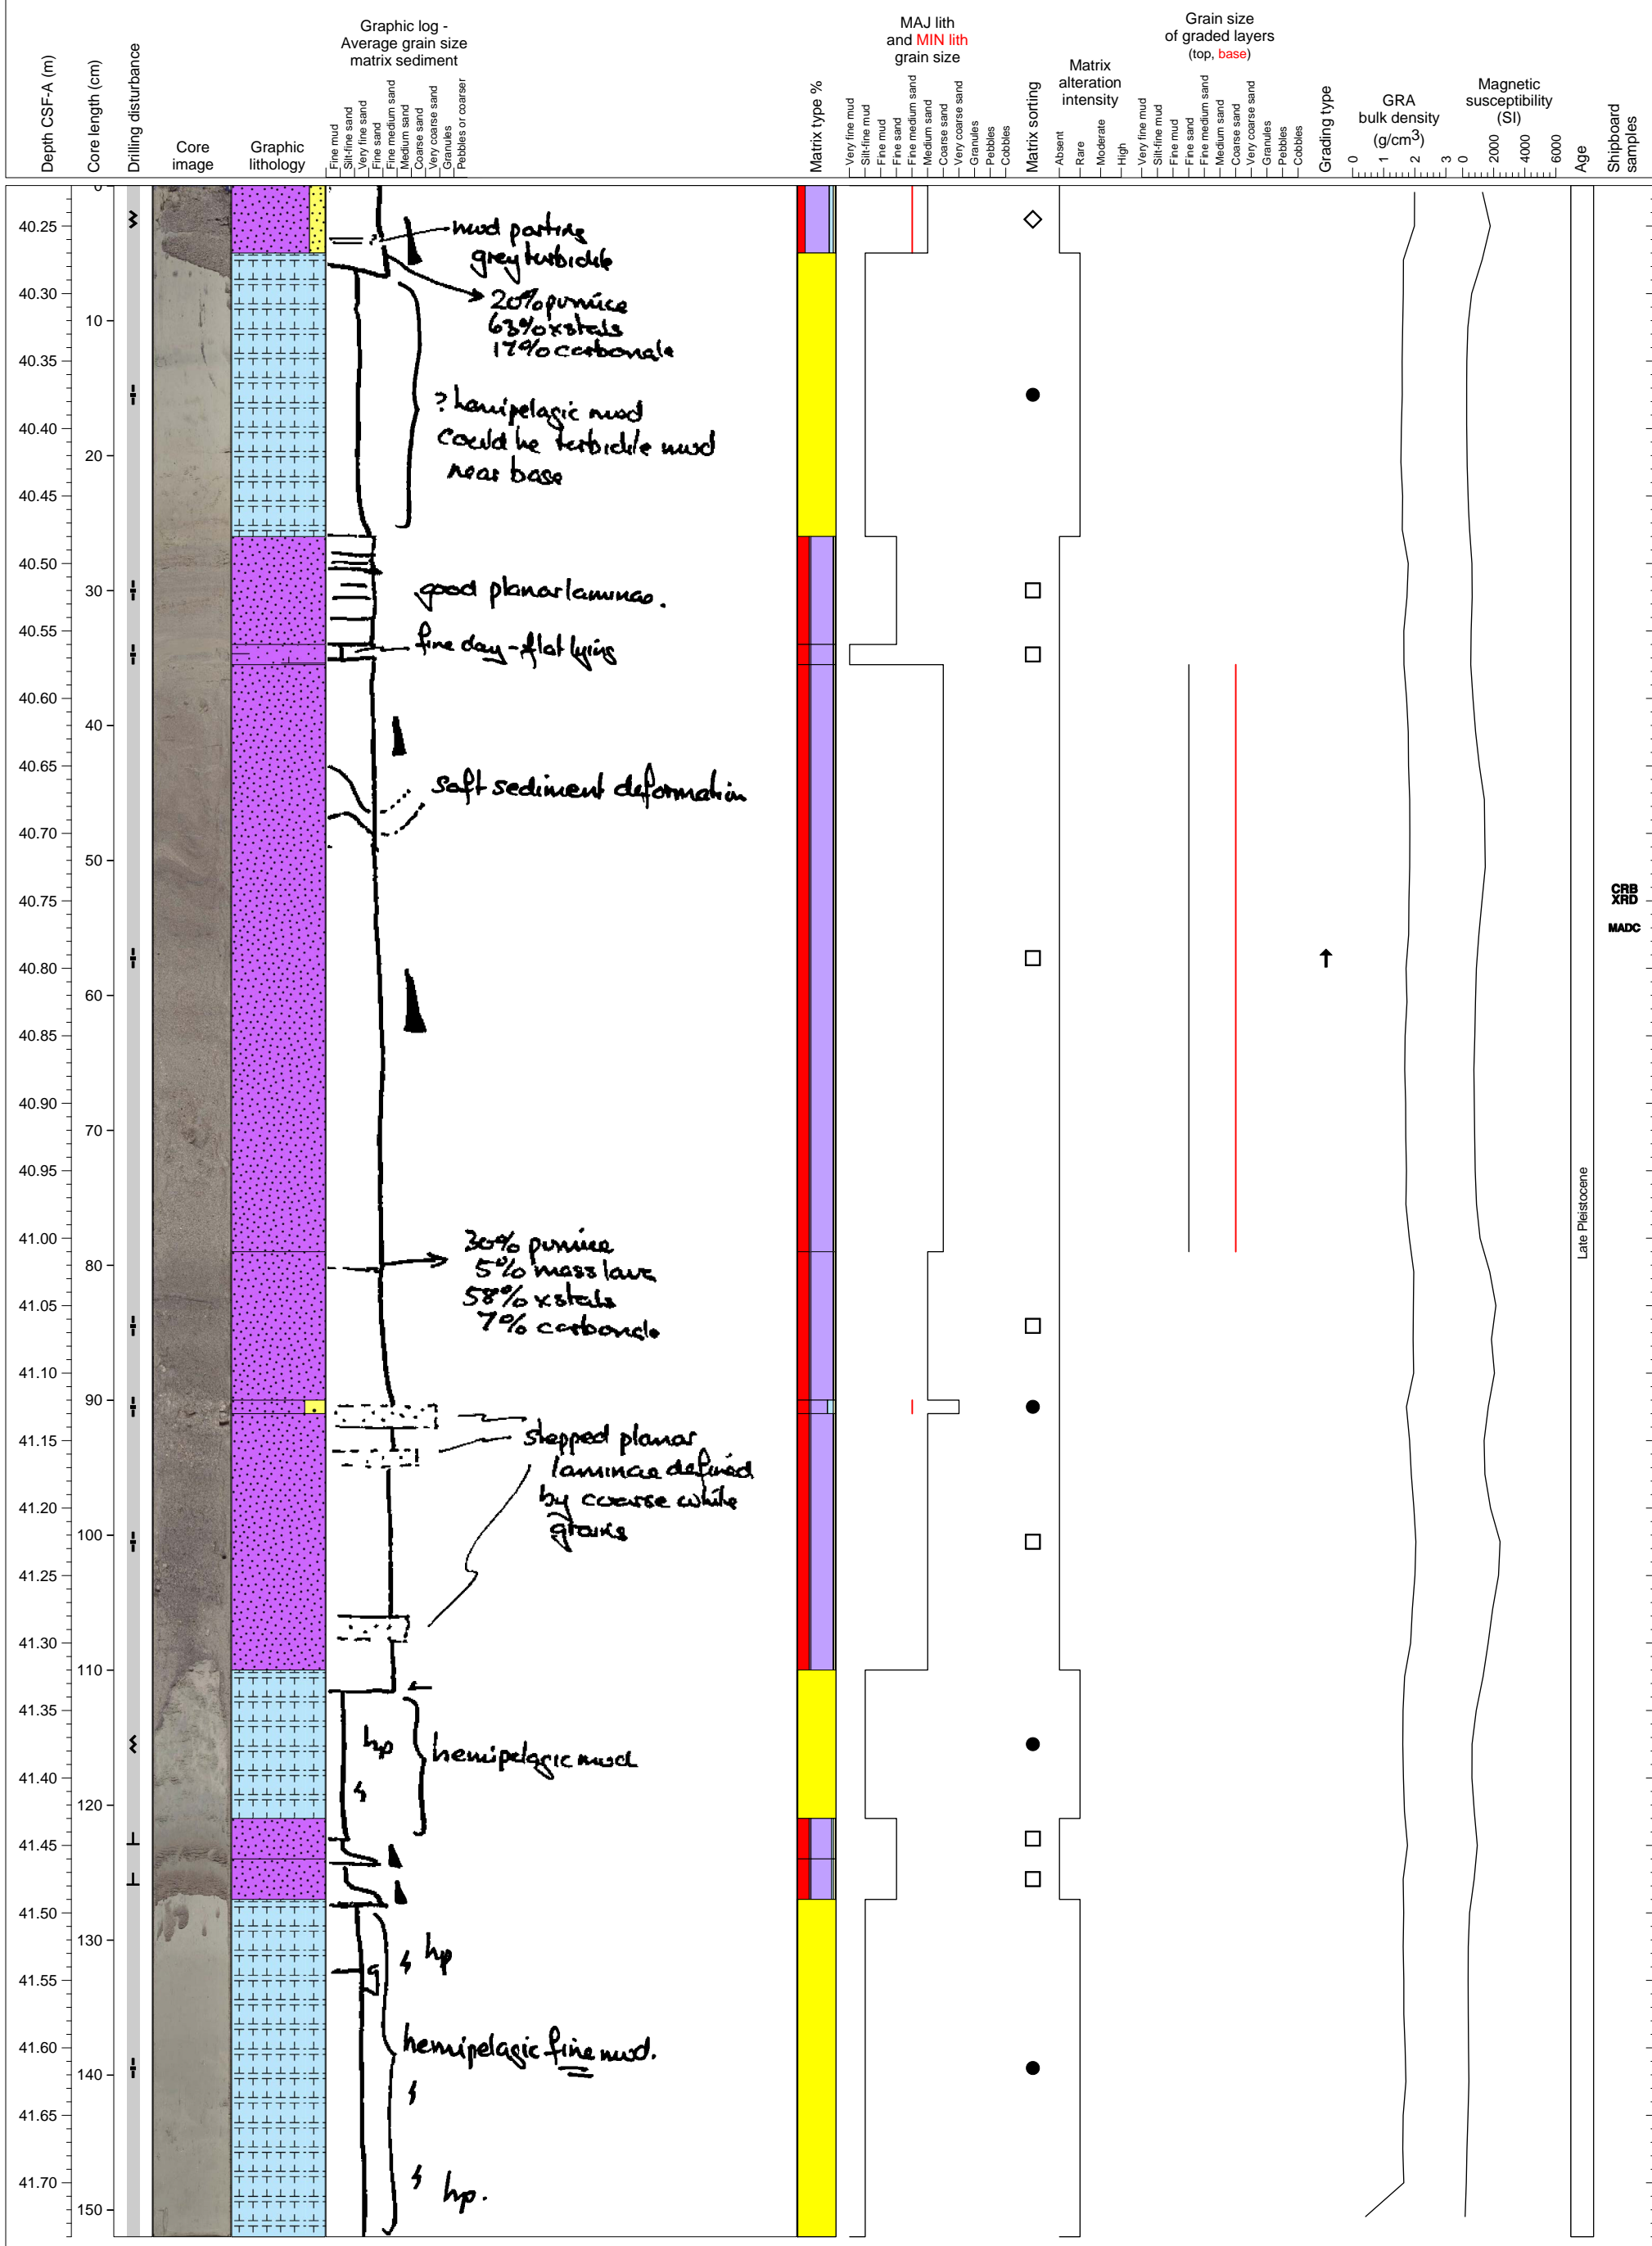 Depth CSF-A (m)
Core length (cm)
Drilling disturbance
Core
image
Graphic
lithology
Graphic log -
Average grain size
matrix sediment
Fine mud
Silt-fine sand
Very fine sand
Fine sand
Fine medium sand
Medium sand
Coarse sand
Very coarse sand
Granules
Pebbles or coarser
Matrix type %
MAJ lith
and MIN lith
grain size
Very fine mud
Silt-fine mud
Fine mud
Fine sand
Fine medium sand
Medium sand
Coarse sand
Very coarse sand
Granules
Pebbles
Cobbles
Matrix sorting
Matrix
alteration
intensity
Absent
Rare
Moderate
High
Grain size
of graded layers
(top, base)
Very fine mud
Silt-fine mud
Fine mud
Fine sand
Fine medium sand
Medium sand
Coarse sand
Very coarse sand
Granules
Pebbles
Cobbles
Grading type
GRA
bulk density
(g/cm3)
0 1 2 3
Magnetic
susceptibility
(SI)
0 2000 4000 6000
Age
Shipboard
samples
0
40.25
40.30
10
40.35
40.40
20
40.45
40.50
30
40.55
40.60
40
40.65
40.70
50
40.75
40.80
60
40.85
40.90
70
40.95
41.00
80
41.05
41.10
90
41.15
41.20
100
41.25
41.30
110
41.35
41.40
120
41.45
41.50
130
41.55
41.60
140
41.65
41.70
150
mud parting
grey turbidite
20% pumice
63% xstals
17% carbonate
? hemipelagic mud
could be turbidite mud
near base
good planar laminae.
fine clay - flat lying
soft sediment deformation
30% pumice
5% mass lava
58% xstals
7% carbonate
stepped planar
laminae defined
by coarse white
grains
hp
hemipelagic mud
hp
hemipelagic fine mud.
hp.
Late Pleistocene
CRB
XRD
MADC